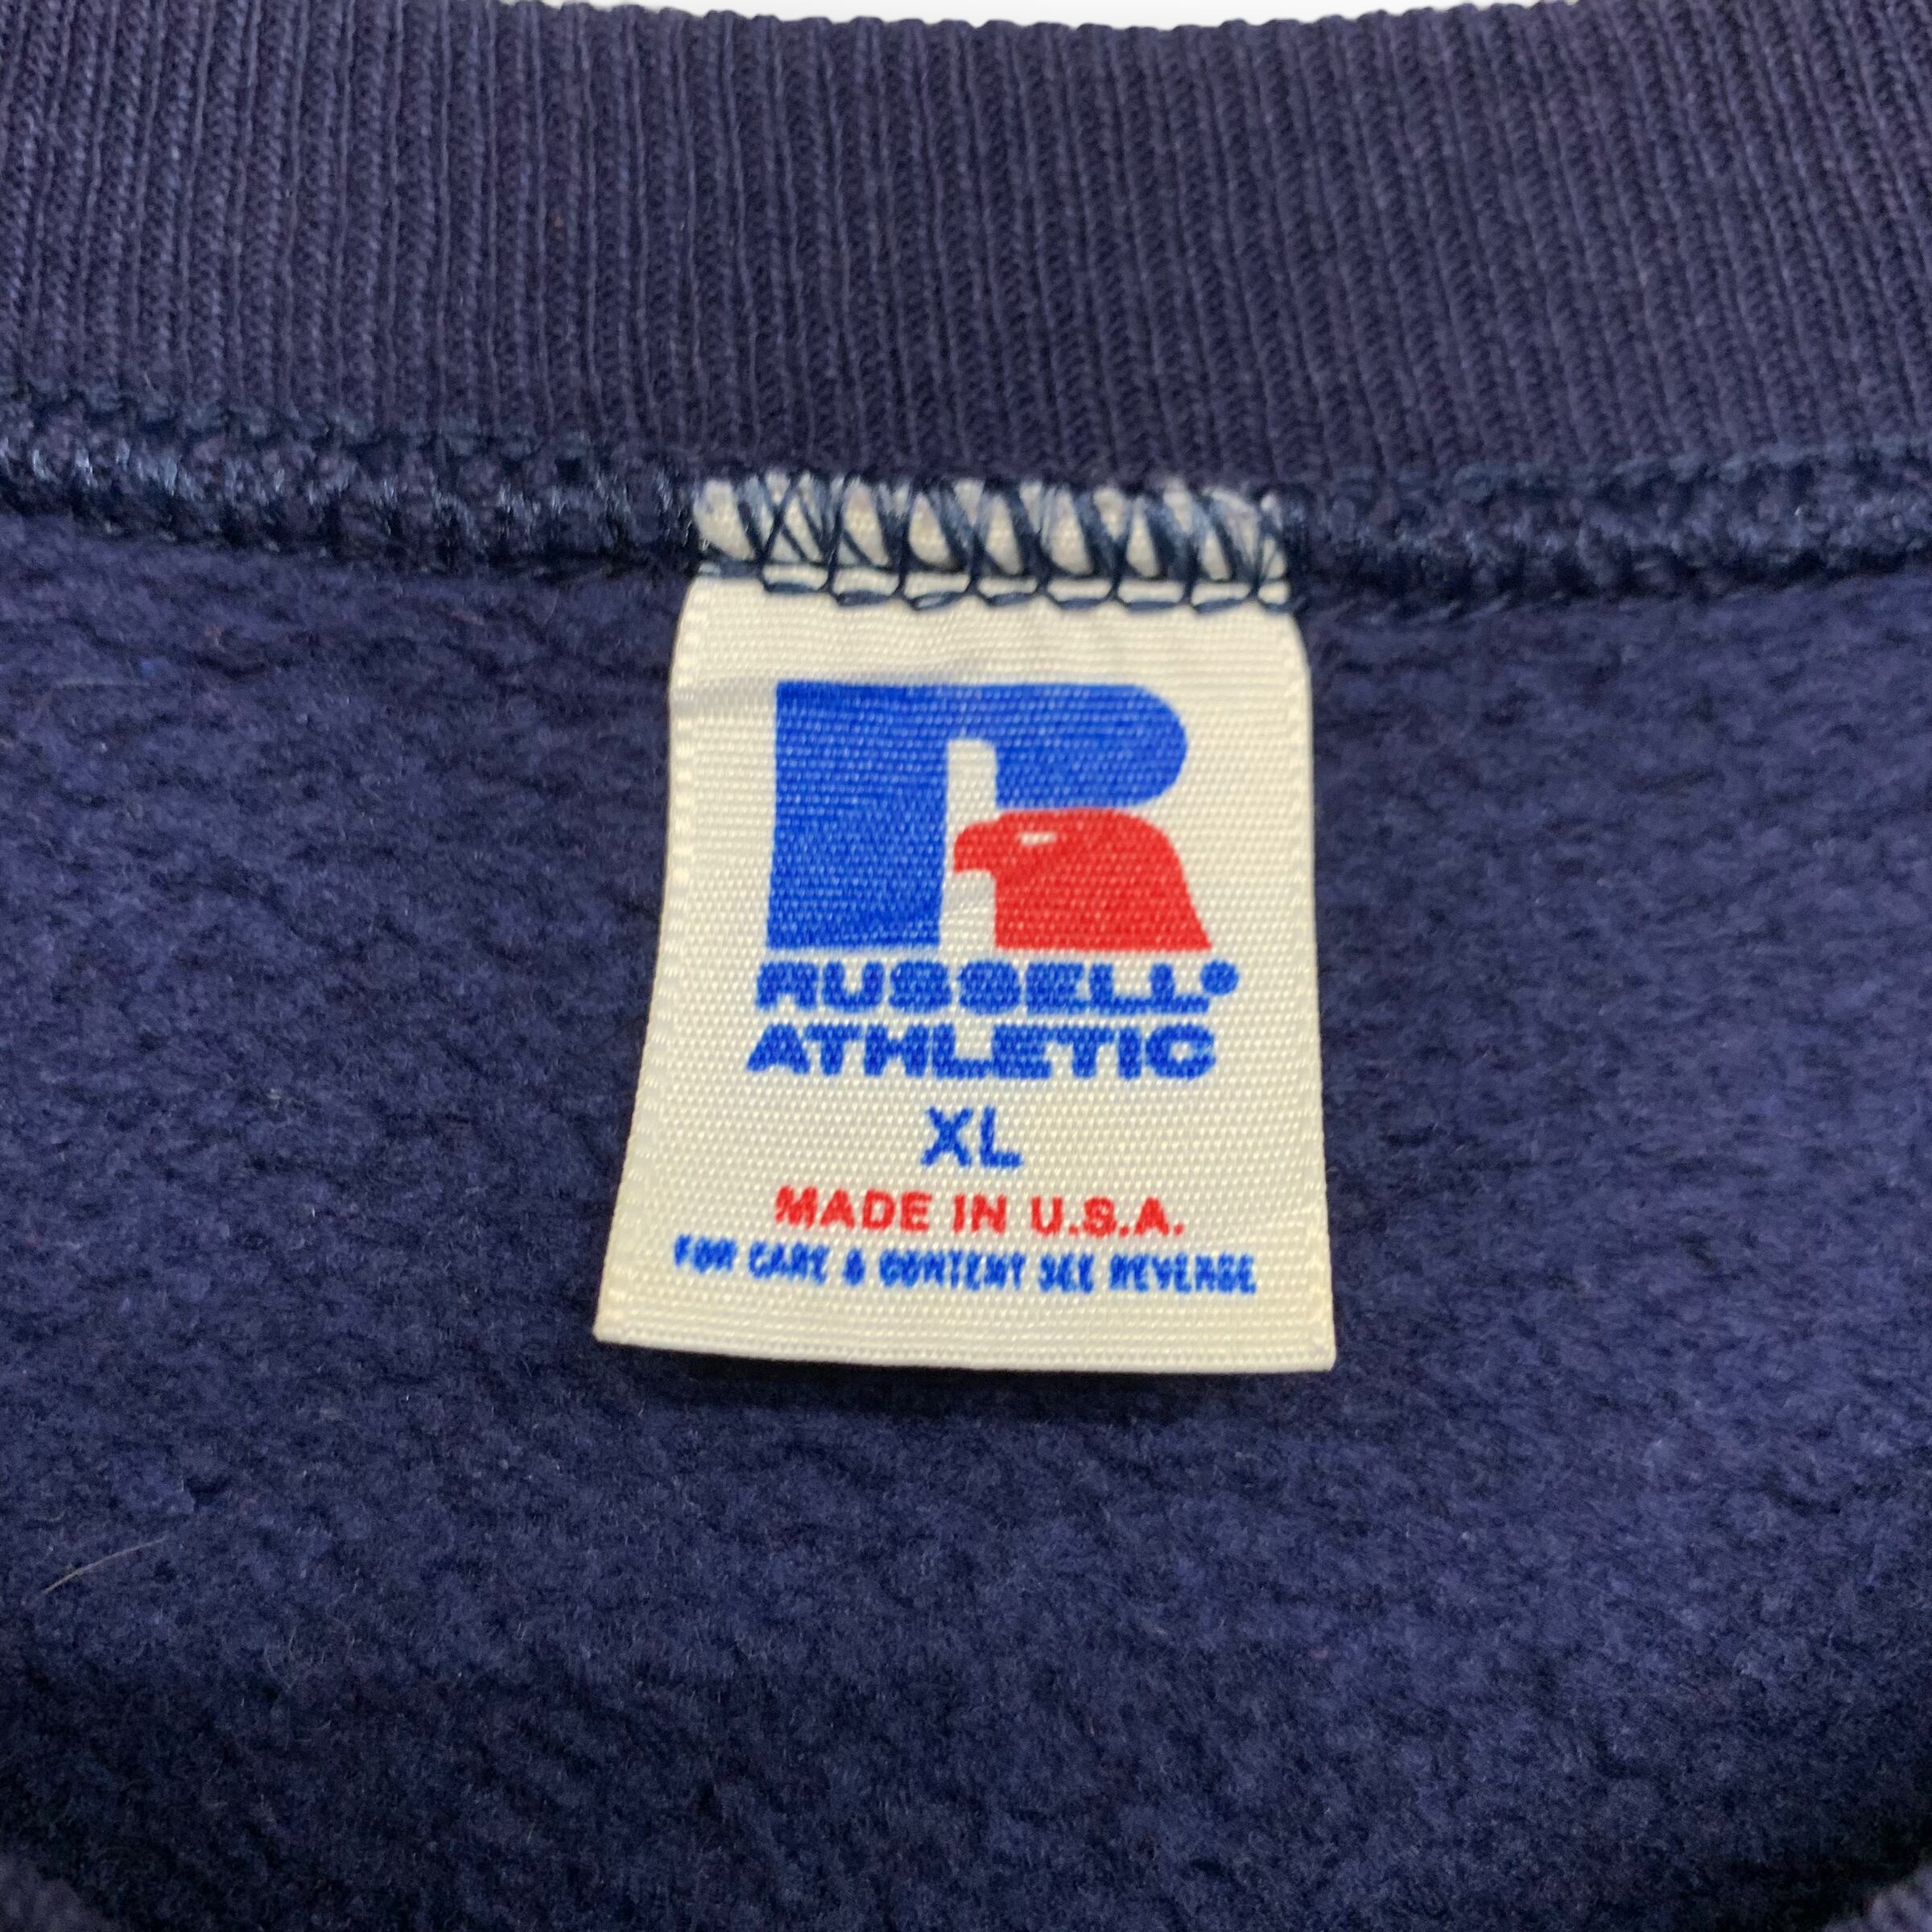 R
RUSSELL®
ATHLETIC
XL
MADE IN U.S.A.
FOR CARE & CONTENT SEE REVERSE